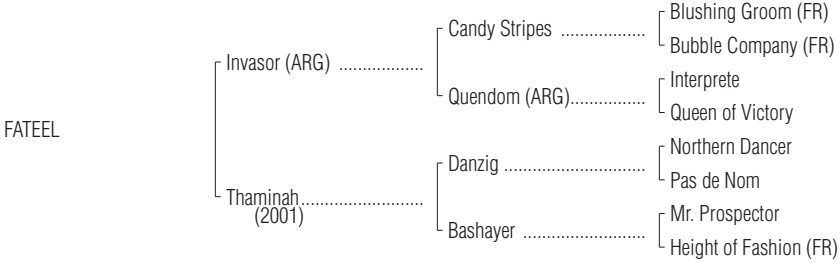 Blushing Groom (FR)
Candy Stripes ..................
Bubble Company (FR)
Invasor (ARG) .................
Interprete
Quendom (ARG)................
Queen of Victory
FATEEL
Northern Dancer
Danzig ..............................
Pas de Nom
Thaminah.........................
(2001)
Mr. Prospector
Bashayer ..........................
Height of Fashion (FR)